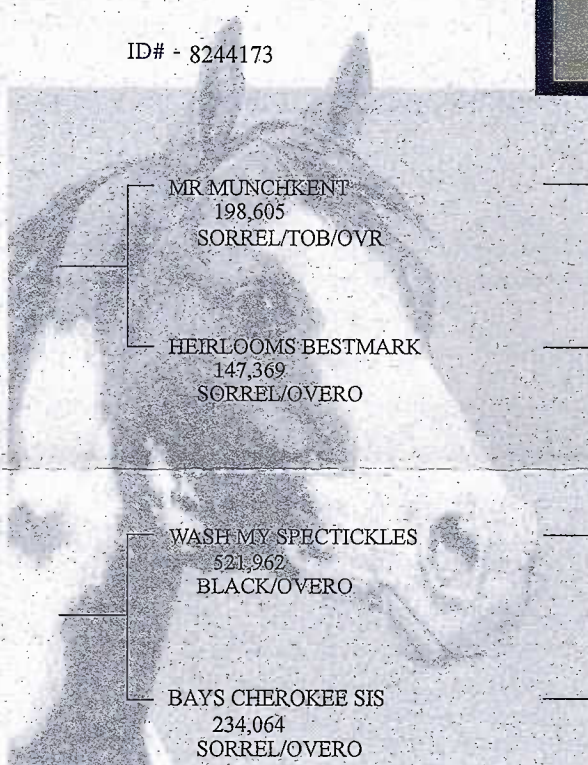 ID# - 8244173
MR MUNCHKENT
198,605
SORREL/TOB/OVR
HEIRLOOMS BESTMARK
147,369
SORREL/OVERO
WASH MY SPECTICKLES
521,962
BLACK/OVERO
BAYS CHEROKEE SIS
234,064
SORREL/OVERO